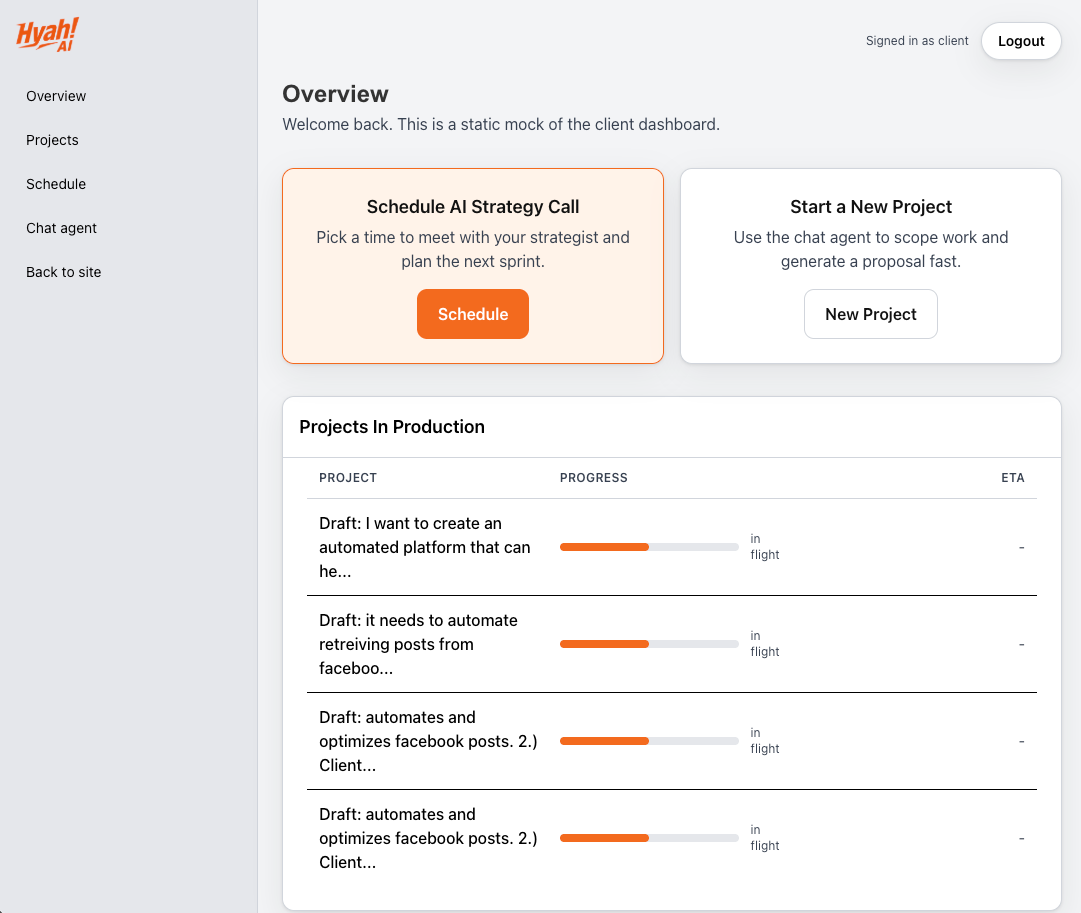 Hyah!
AI
Signed in as client
Logout
Overview
Projects
Schedule
Chat agent
Back to site
Overview
Welcome back. This is a static mock of the client dashboard.
Schedule AI Strategy Call
Pick a time to meet with your strategist and
plan the next sprint.
Schedule
Start a New Project
Use the chat agent to scope work and
generate a proposal fast.
New Project
Projects In Production
PROJECT PROGRESS ETA
Draft: I want to create an
automated platform that can
he...
in
flight
-
Draft: it needs to automate
retreiving posts from
faceboo...
in
flight
-
Draft: automates and
optimizes facebook posts. 2.)
Client...
in
flight
-
Draft: automates and
optimizes facebook posts. 2.)
Client...
in
flight
-